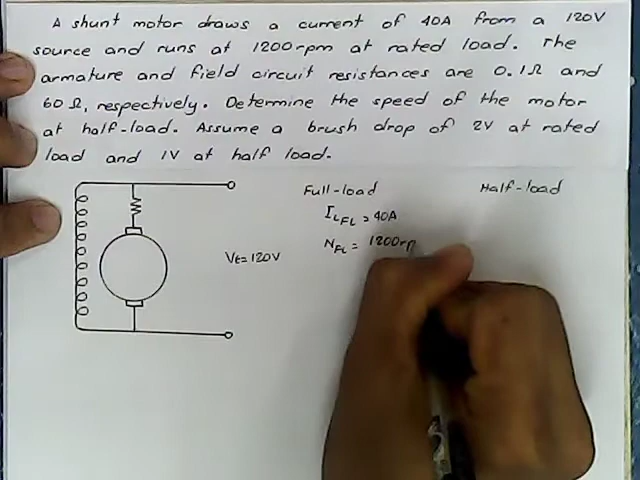 A shunt motor draws a current of 40A from a 120V
source and runs at 1200rpm at rated load. The
armature and field circuit resistances are 0.1Ω and
60Ω, respectively. Determine the speed of the motor
at half-load. Assume a brush drop of 2V at rated
load and 1V at half load.
Full-load Half-load
I_LFL = 40A
N_FL = 1200rp
Vt=120V